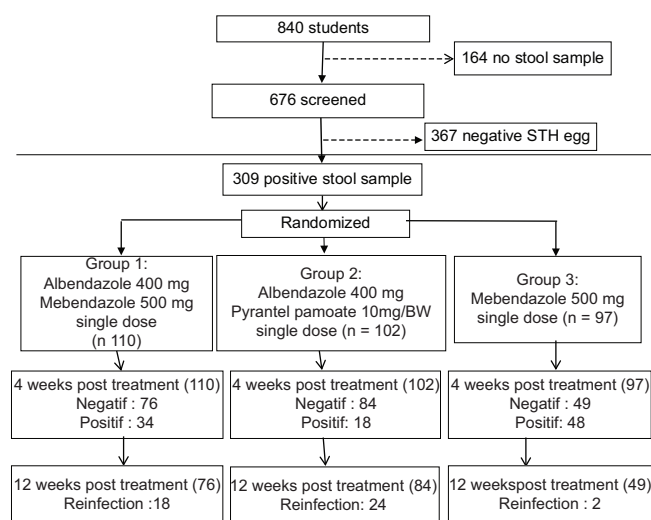 840 students
164 no stool sample
676 screened
367 negative STH egg
309 positive stool sample
Randomized
Group 1:
Albendazole 400 mg
Mebendazole 500 mg
single dose
(n 110)
Group 2:
Albendazole 400 mg
Pyrantel pamoate 10mg/BW
single dose (n = 102)
Group 3:
Mebendazole 500 mg
single dose (n = 97)
4 weeks post treatment (110)
Negatif : 76
Positif : 34
4 weeks post treatment (102)
Negatif : 84
Positif: 18
4 weeks post treatment (97)
Negatif : 49
Positif: 48
12 weeks post treatment (76)
Reinfection :18
12 weeks post treatment (84)
Reinfection: 24
12 weekspost treatment (49)
Reinfection : 2